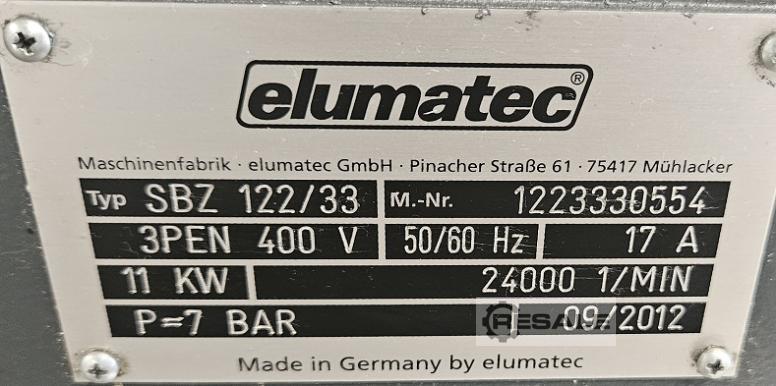 elumatec®
Maschinenfabrik · elumatec GmbH · Pinacher Straße 61 · 75417 Mühlacker
Typ SBZ 122/33 M.-Nr. 1223330554
3PEN 400 V 50/60 Hz 17 A
11 KW 24000 1/MIN
P=7 BAR 09/2012
RESALE
Made in Germany by elumatec